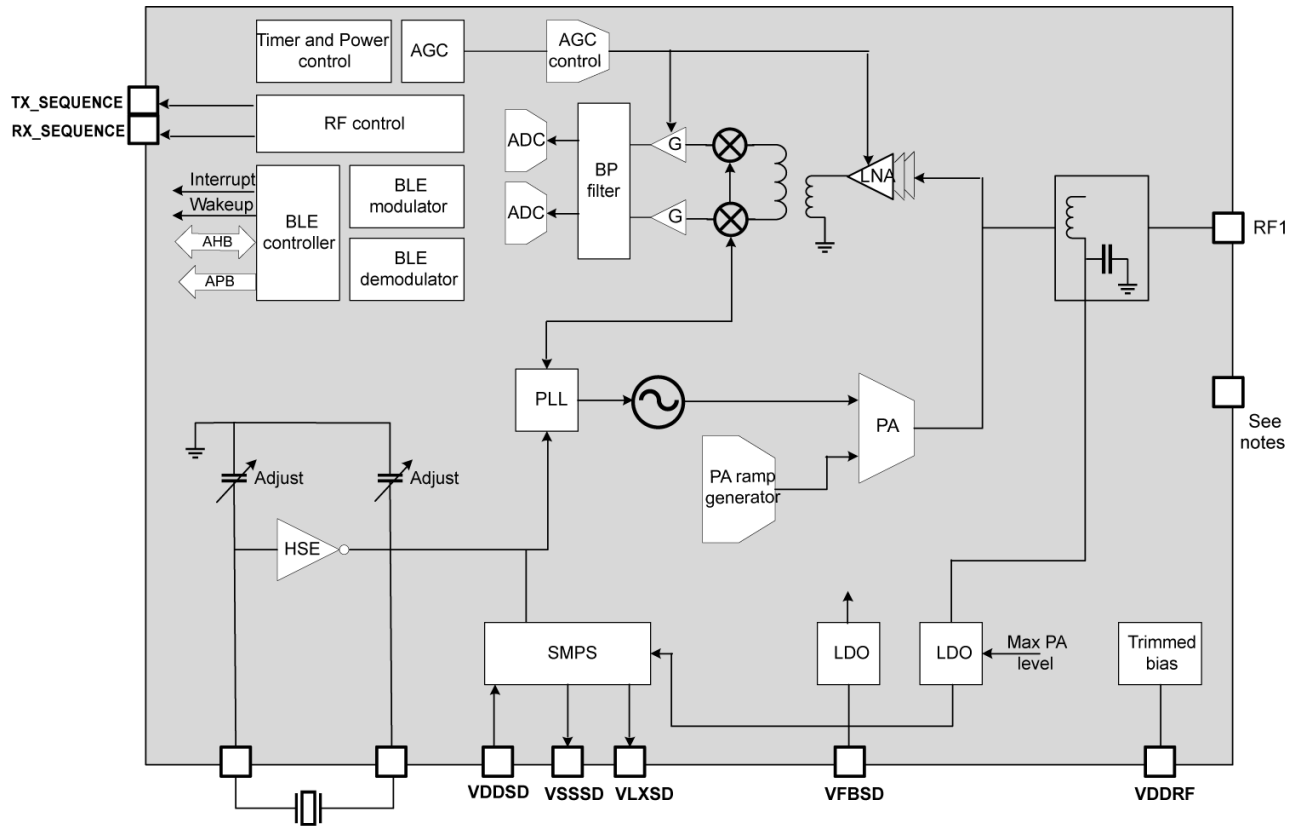 Timer and Power
control
AGC
AGC
control
TX_SEQUENCE
RX_SEQUENCE
RF control
ADC
ADC
BP
filter
G
G
LNA
Interrupt
Wakeup
AHB
APB
BLE
controller
BLE
modulator
BLE
demodulator
RF1
See
notes
PLL
PA
PA ramp
generator
Adjust
Adjust
HSE
SMPS
LDO
LDO
Max PA
level
Trimmed
bias
VDDSD
VSSSD
VLXSD
VFBSD
VDDRF